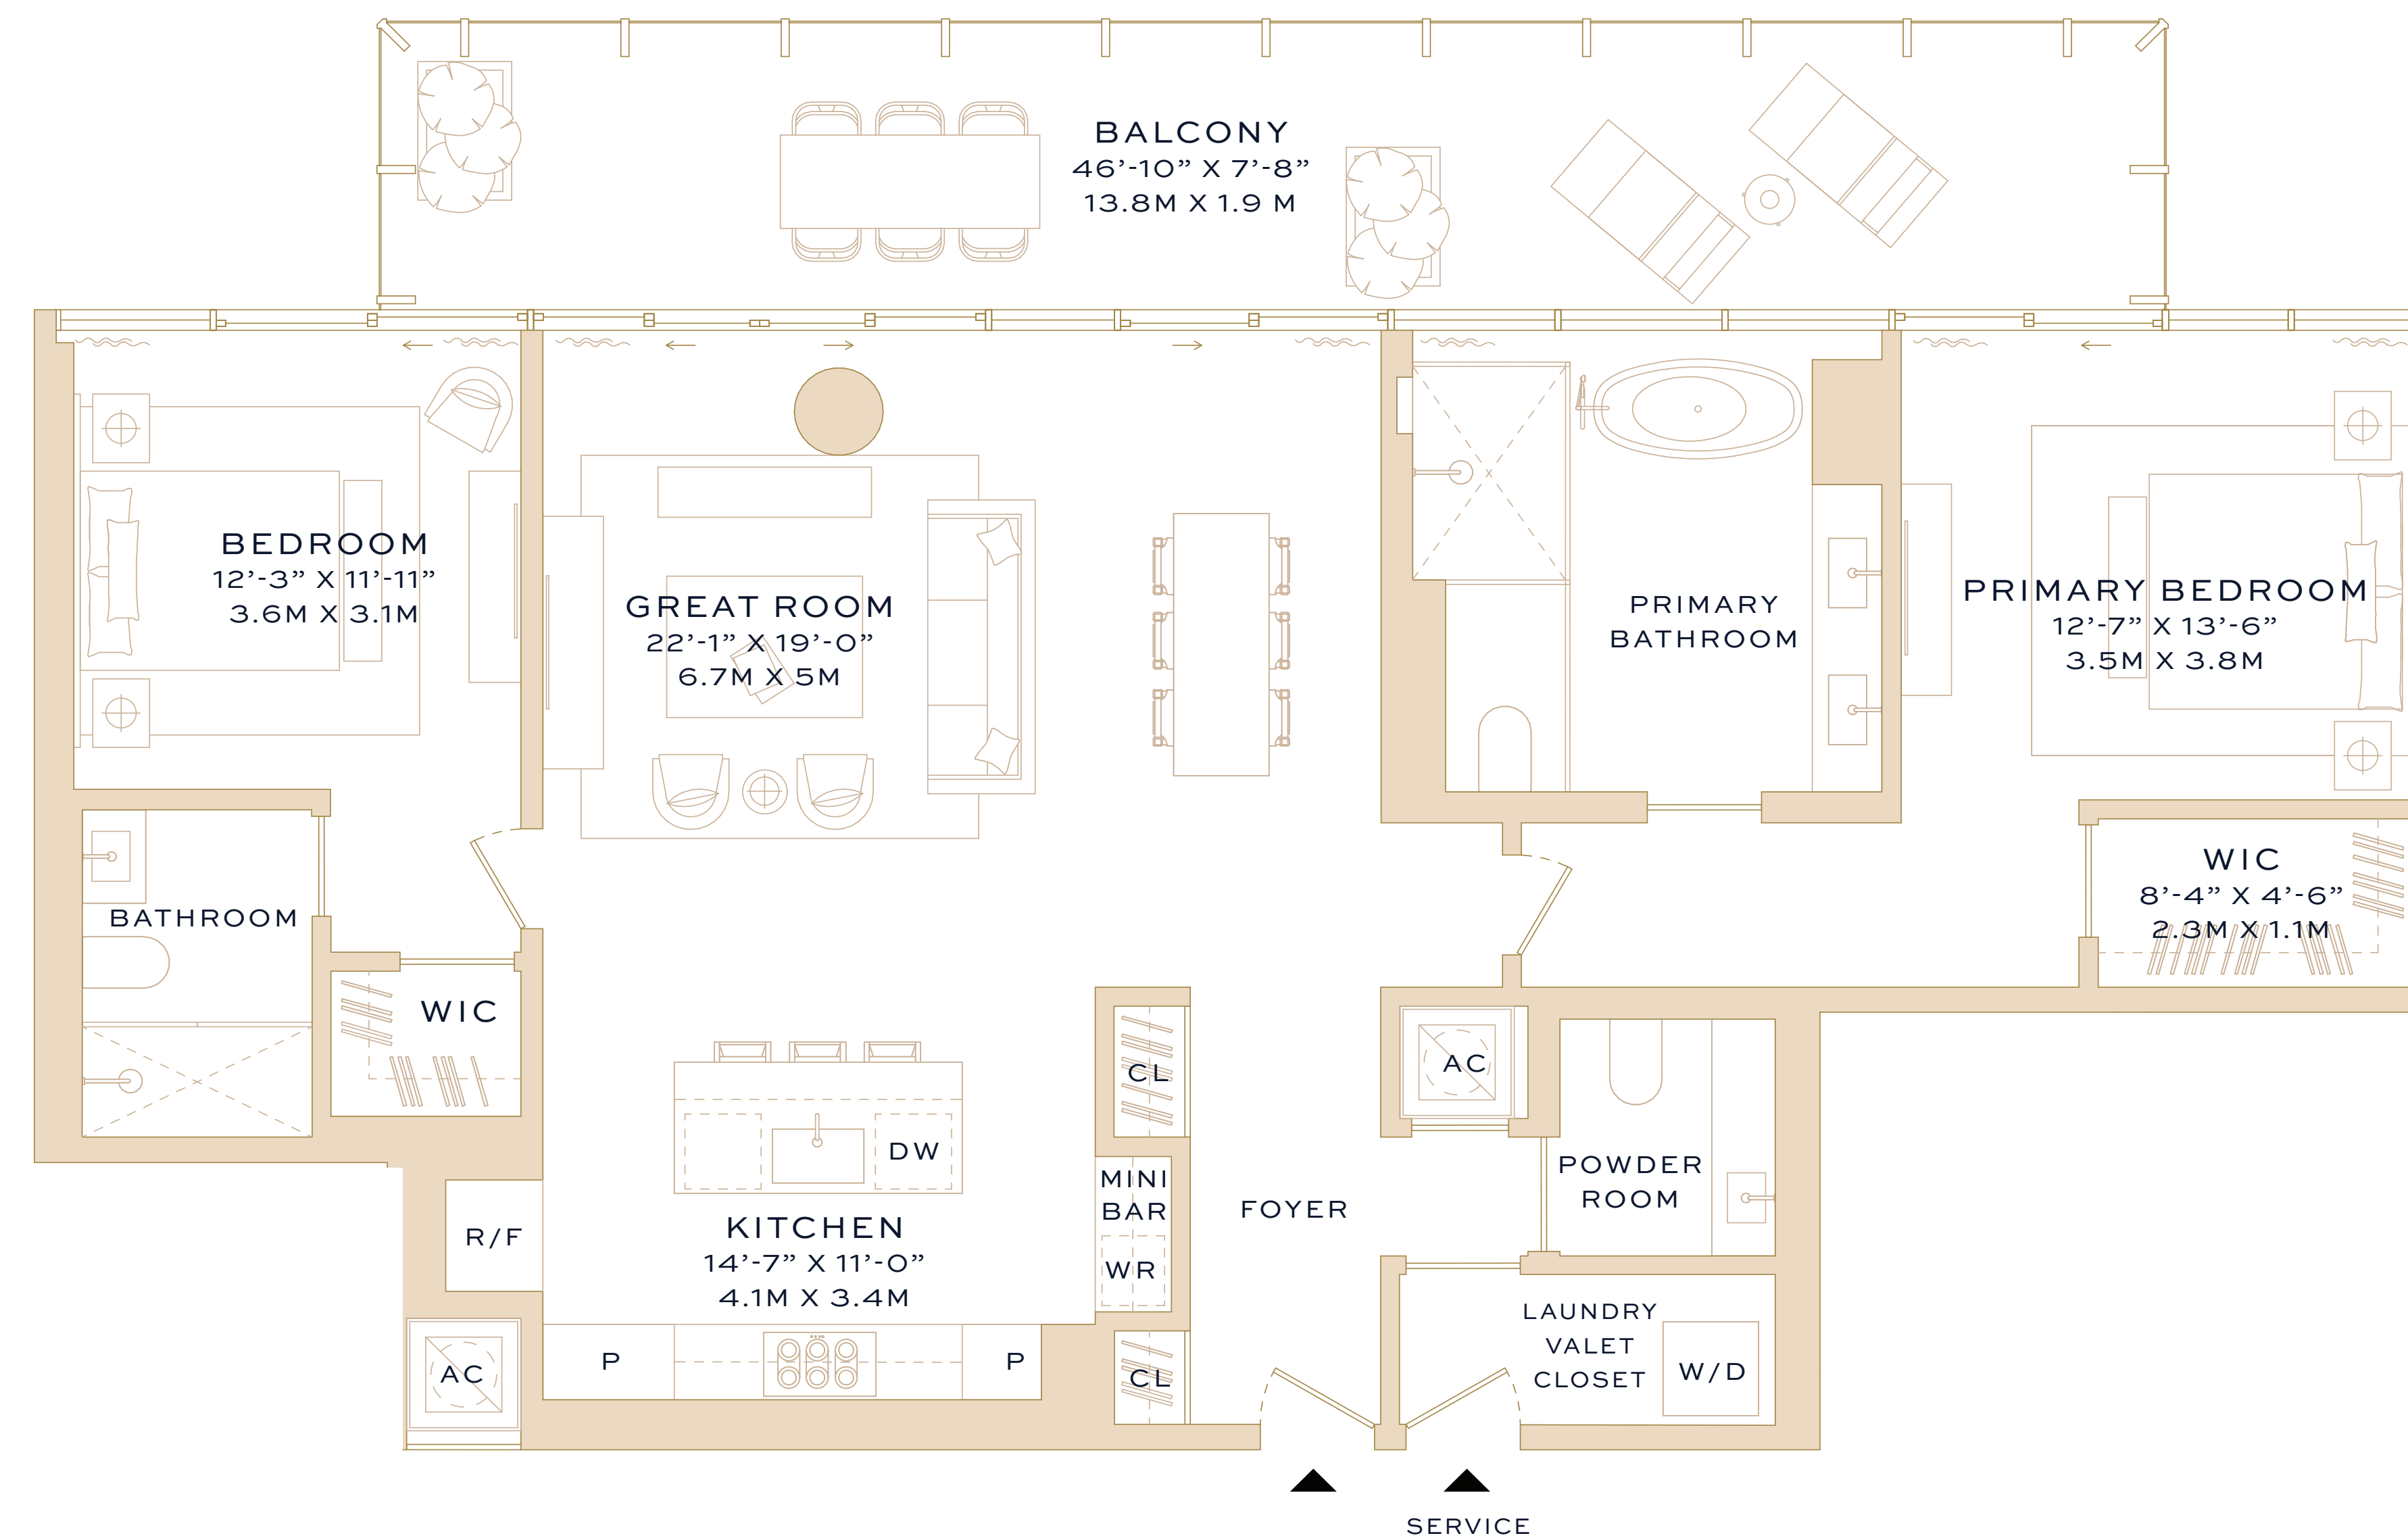 BALCONY
46’-10” X 7’-8”
13.8M X 1.9 M
BEDROOM
12’-3” X 11’-11”
3.6M X 3.1M
GREAT ROOM
22’-1” X 19’-0”
6.7M X 5M
PRIMARY
BATHROOM
PRIMARY BEDROOM
12’-7” X 13’-6”
3.5M X 3.8M
BATHROOM
WIC
WIC
8’-4” X 4’-6”
2.3M X 1.1M
CL
AC
DW
MINI
BAR
WR
FOYER
POWDER
ROOM
R/F
KITCHEN
14’-7” X 11’-0”
4.1M X 3.4M
AC
P
P
CL
LAUNDRY
VALET
CLOSET
W/D
SERVICE